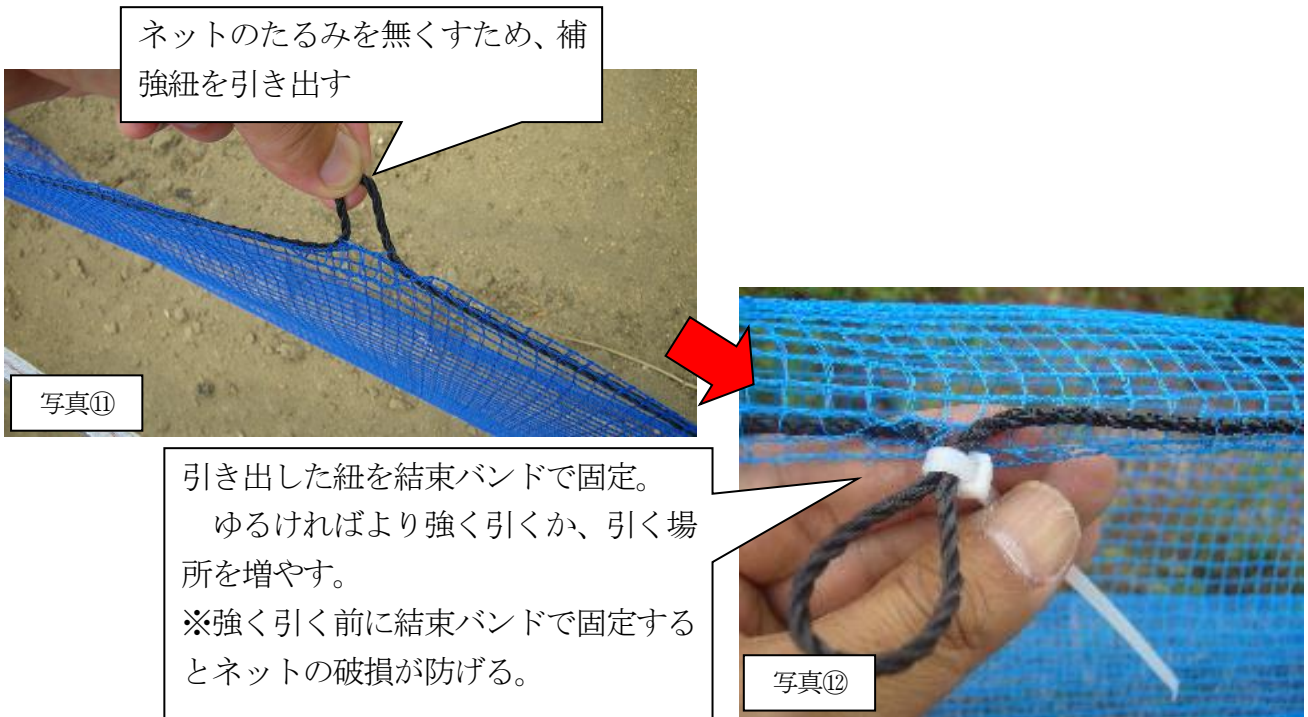 ネットのたるみを無くすため、補
強紐を引き出す
写真⑪
引き出した紐を結束バンドで固定。
　ゆるければより強く引くか、引く場
所を増やす。
※強く引く前に結束バンドで固定する
とネットの破損が防げる。
写真⑫